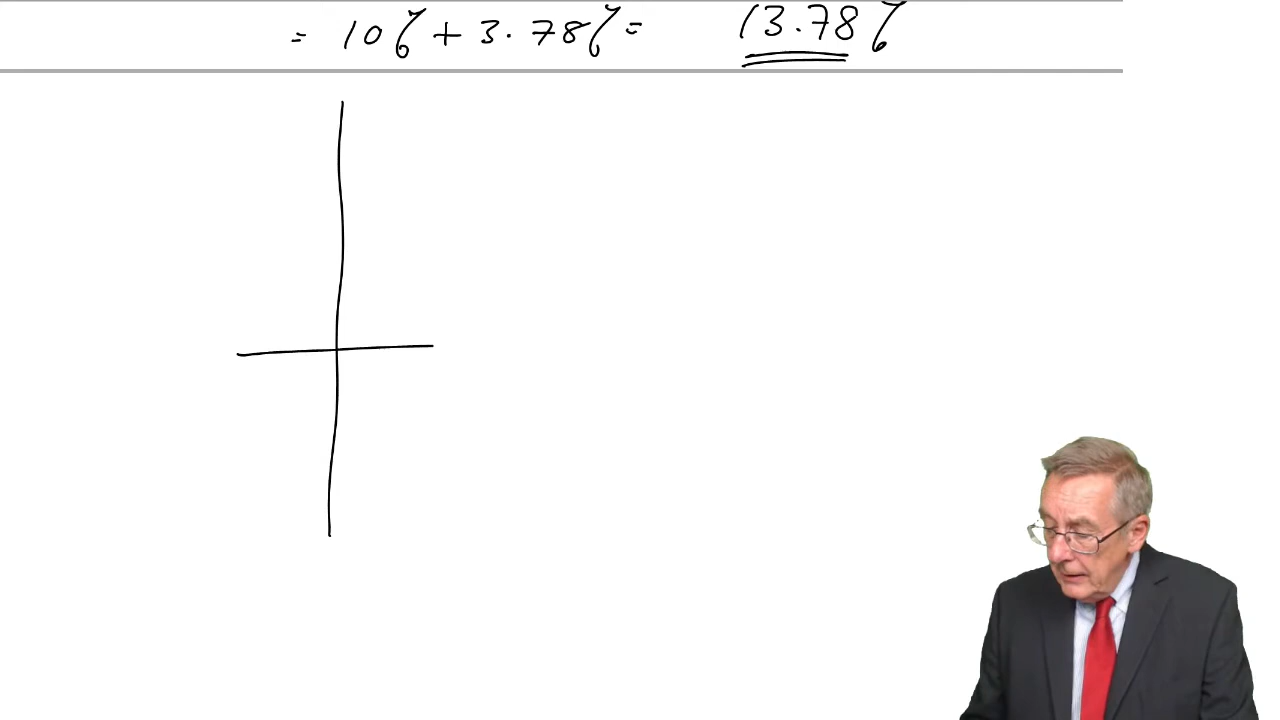 = 10% + 3.78% = 13.78%